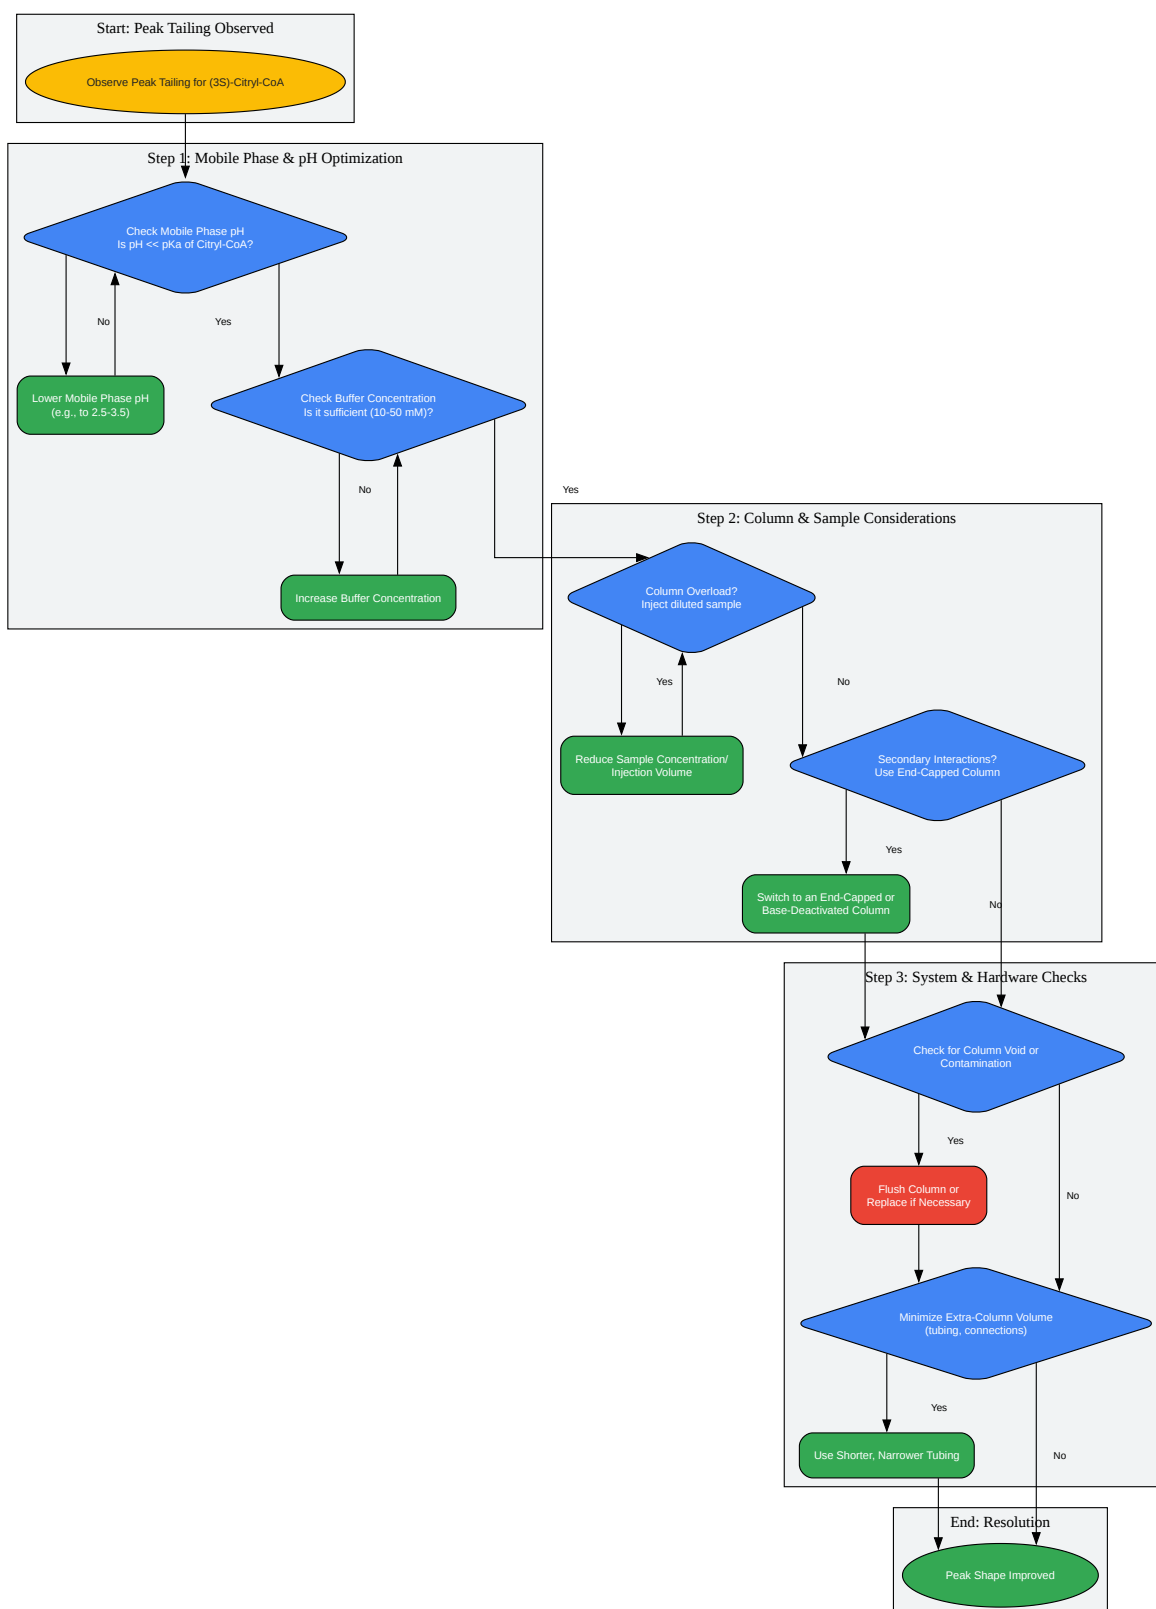 Start: Peak Tailing Observed
Observe Peak Tailing for (3S)-Citryl-CoA
Step 1: Mobile Phase & pH Optimization
Check Mobile Phase pH
Is pH << pKa of Citryl-CoA?
No
Yes
Lower Mobile Phase pH
(e.g., to 2.5-3.5)
Check Buffer Concentration
Is it sufficient (10-50 mM)?
No
Yes
Increase Buffer Concentration
Step 2: Column & Sample Considerations
Column Overload?
Inject diluted sample
Yes
No
Reduce Sample Concentration/
Injection Volume
Secondary Interactions?
Use End-Capped Column
Yes
No
Switch to an End-Capped or
Base-Deactivated Column
Step 3: System & Hardware Checks
Check for Column Void or
Contamination
Yes
No
Flush Column or
Replace if Necessary
Minimize Extra-Column Volume
(tubing, connections)
Yes
No
Use Shorter, Narrower Tubing
End: Resolution
Peak Shape Improved